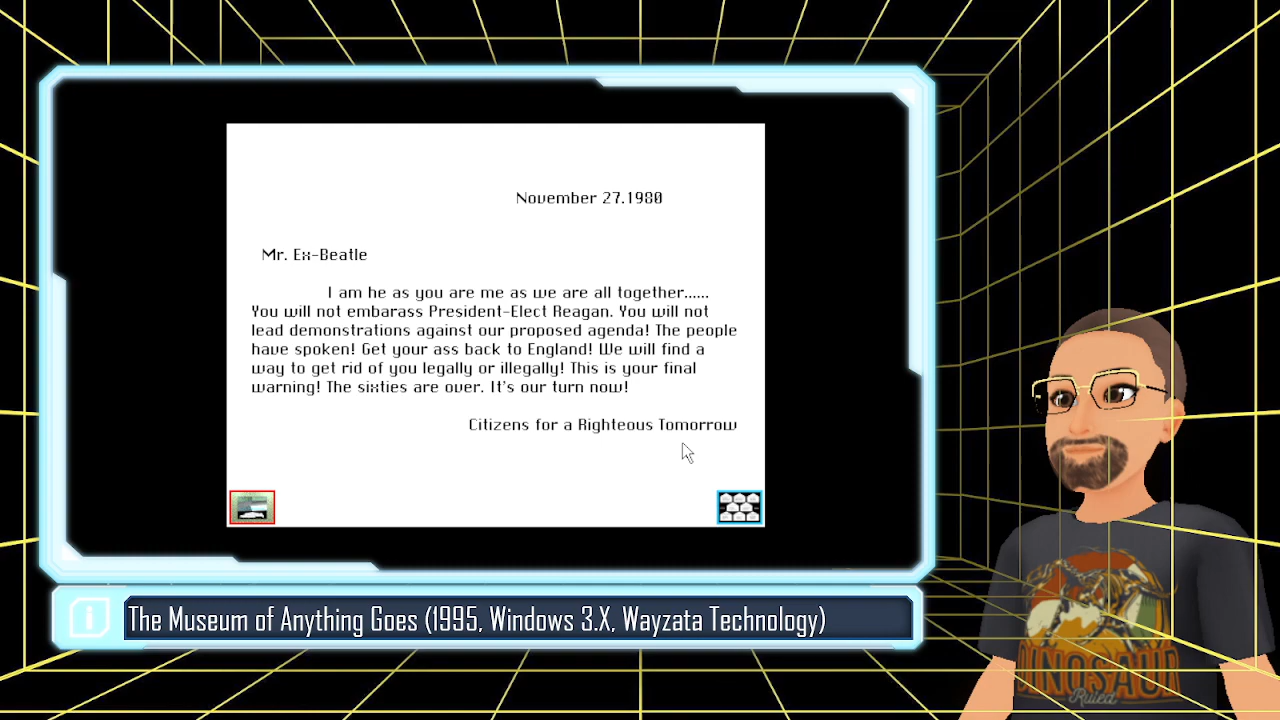 November 27.1980
Mr. Ex-Beatle
I am he as you are me as we are all together......
You will not embarass President-Elect Reagan. You will not
lead demonstrations against our proposed agenda! The people
have spoken! Get your ass back to England! We will find a
way to get rid of you legally or illegally! This is your final
warning! The sixties are over. It's our turn now!
Citizens for a Righteous Tomorrow
The Museum of Anything Goes (1995, Windows 3.X, Wayzata Technology)
DINOSAUR
Ruled